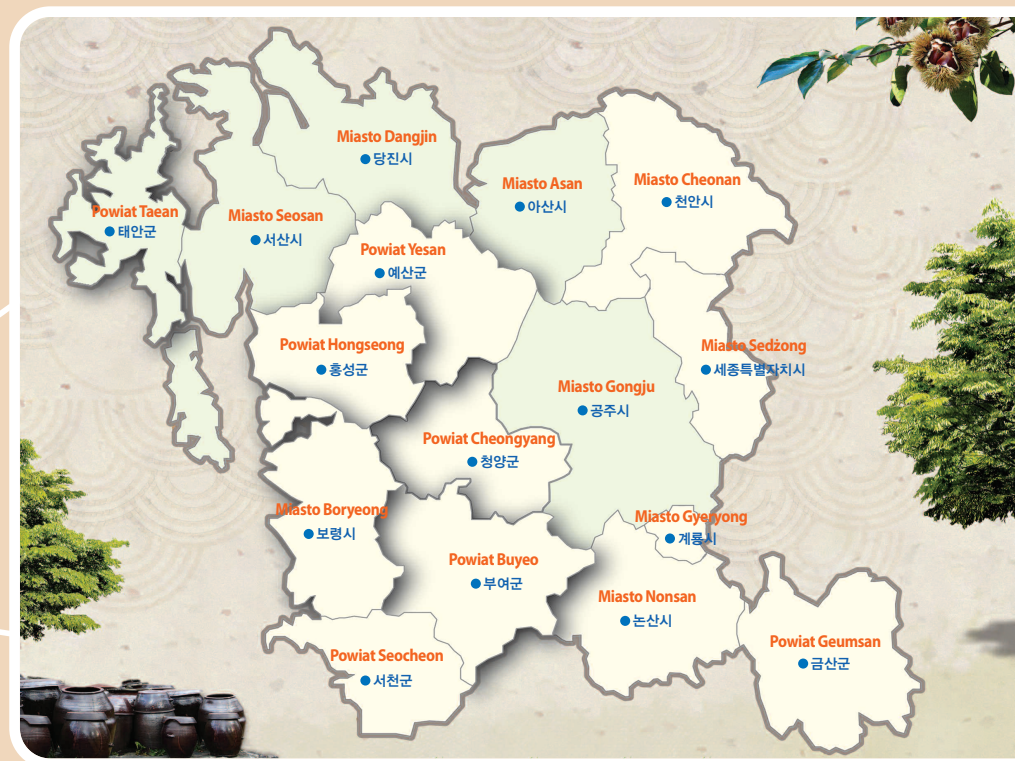 Miasto Dangjin
당진시
Miasto Asan
아산시
Miasto Cheonan
천안시
Powiat Taean
태안군
Miasto Seosan
서산시
Powiat Yesan
예산군
Powiat Hongseong
홍성군
Miasto Sedżong
세종특별자치시
Miasto Gongju
공주시
Powiat Cheongyang
청양군
Miasto Boryeong
보령시
Miasto Gyeryong
계룡시
Powiat Buyeo
부여군
Miasto Nonsan
논산시
Powiat Seocheon
서천군
Powiat Geumsan
금산군